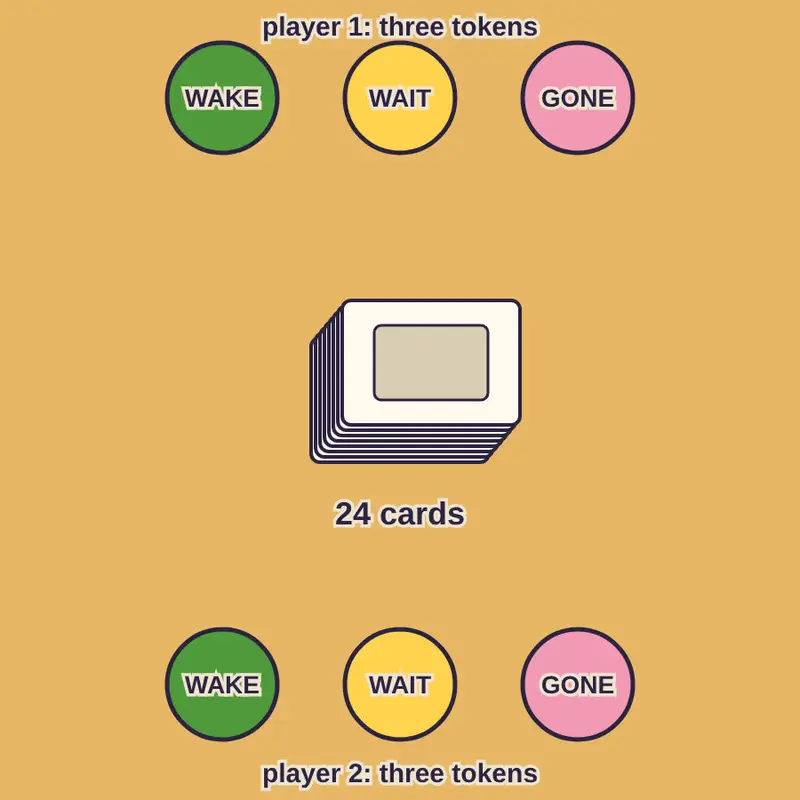 player 1: three tokens
WAKE WAIT GONE
24 cards
WAKE WAIT GONE
player 2: three tokens